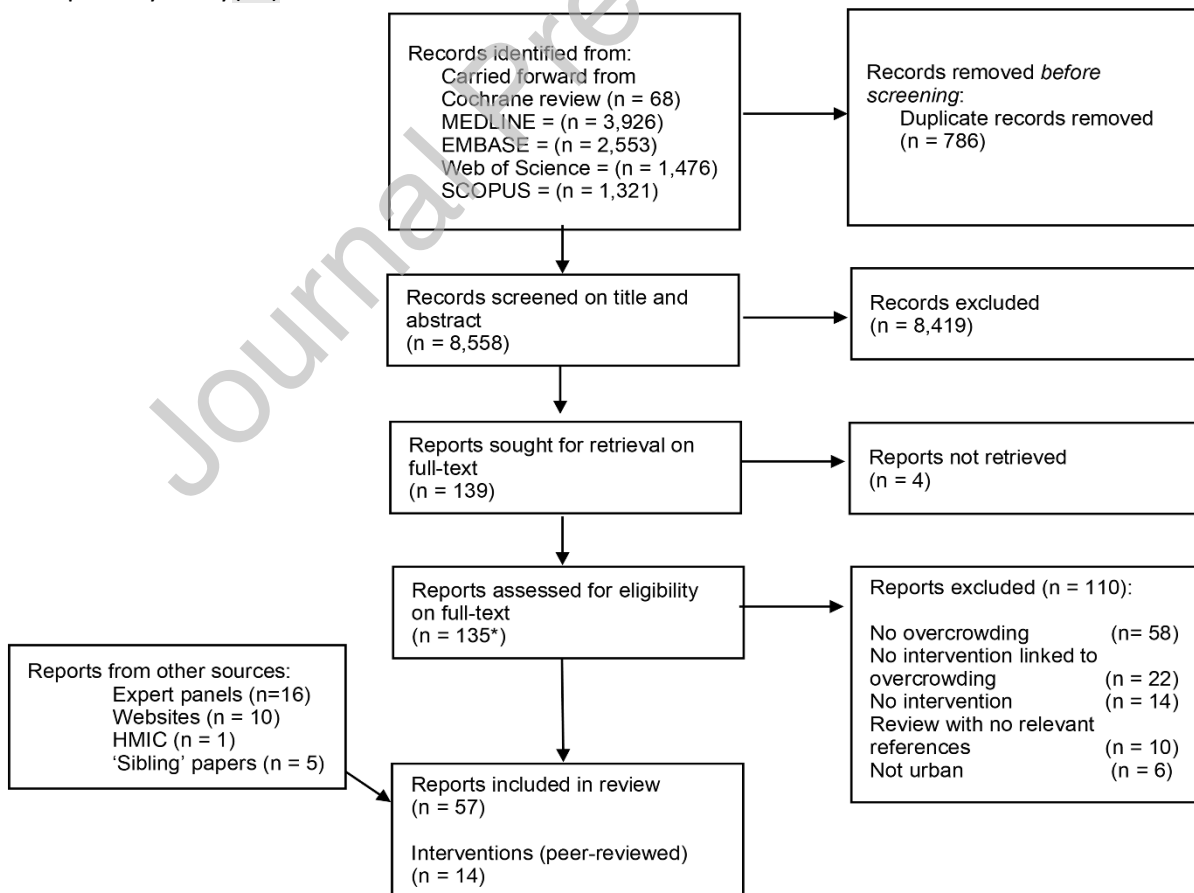 Records identified from:
Carried forward from
Cochrane review (n = 68)
MEDLINE = (n = 3,926)
EMBASE = (n = 2,553)
Web of Science = (n = 1,476)
SCOPUS = (n = 1,321)
Records removed before
screening:
Duplicate records removed
(n = 786)
Records screened on title and
abstract
(n = 8,558)
Records excluded
(n = 8,419)
Reports sought for retrieval on
full-text
(n = 139)
Reports not retrieved
(n = 4)
Reports assessed for eligibility
on full-text
(n = 135*)
Reports excluded (n = 110):
No overcrowding (n= 58)
No intervention linked to
overcrowding (n = 22)
No intervention (n = 14)
Review with no relevant
references (n = 10)
Not urban (n = 6)
Reports from other sources:
Expert panels (n=16)
Websites (n = 10)
HMIC (n = 1)
‘Sibling’ papers (n = 5)
Reports included in review
(n = 57)
Interventions (peer-reviewed)
(n = 14)
Journal Pre